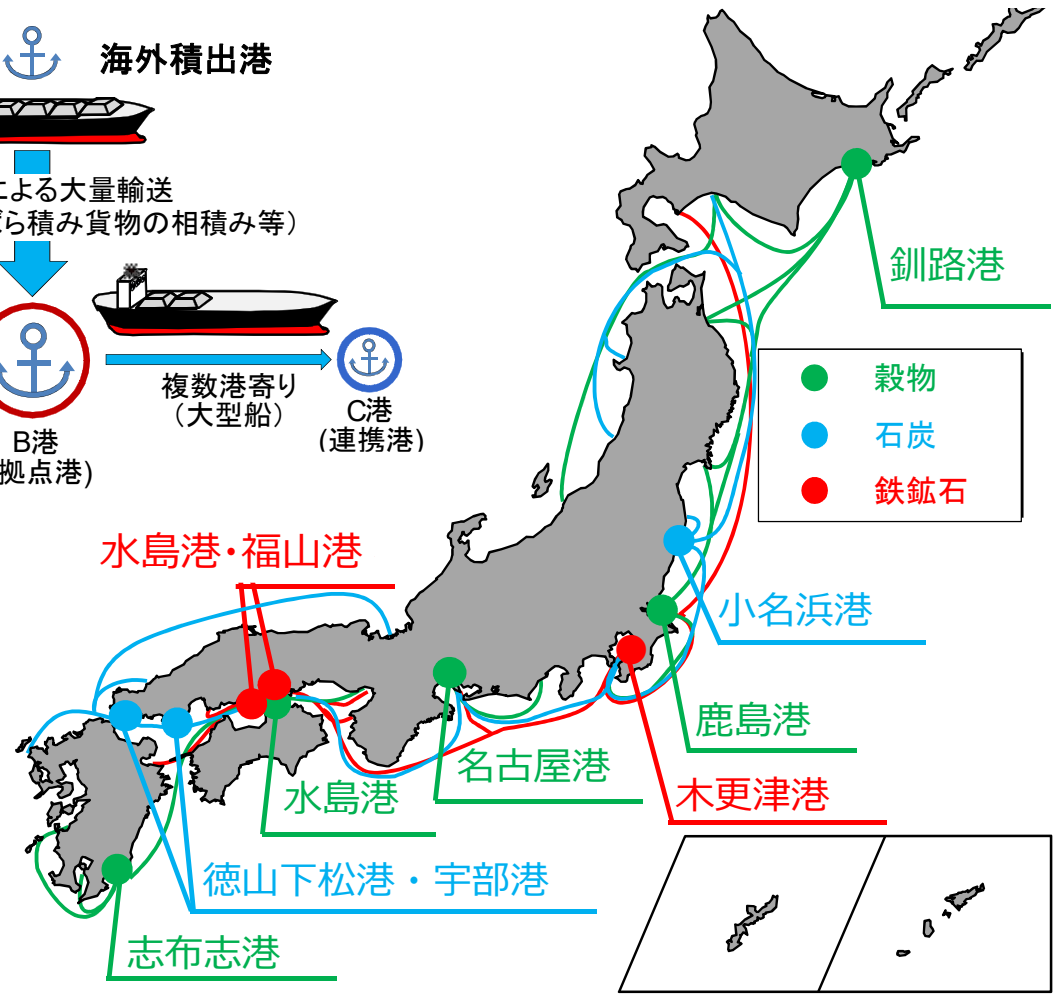 海外積出港
による大量輸送
ら積み貨物の相積み等）
複数港寄り
（大型船）
B港
拠点港)
C港
(連携港)
釧路港
穀物
石炭
鉄鉱石
水島港・福山港
小名浜港
鹿島港
名古屋港
木更津港
水島港
徳山下松港・宇部港
志布志港